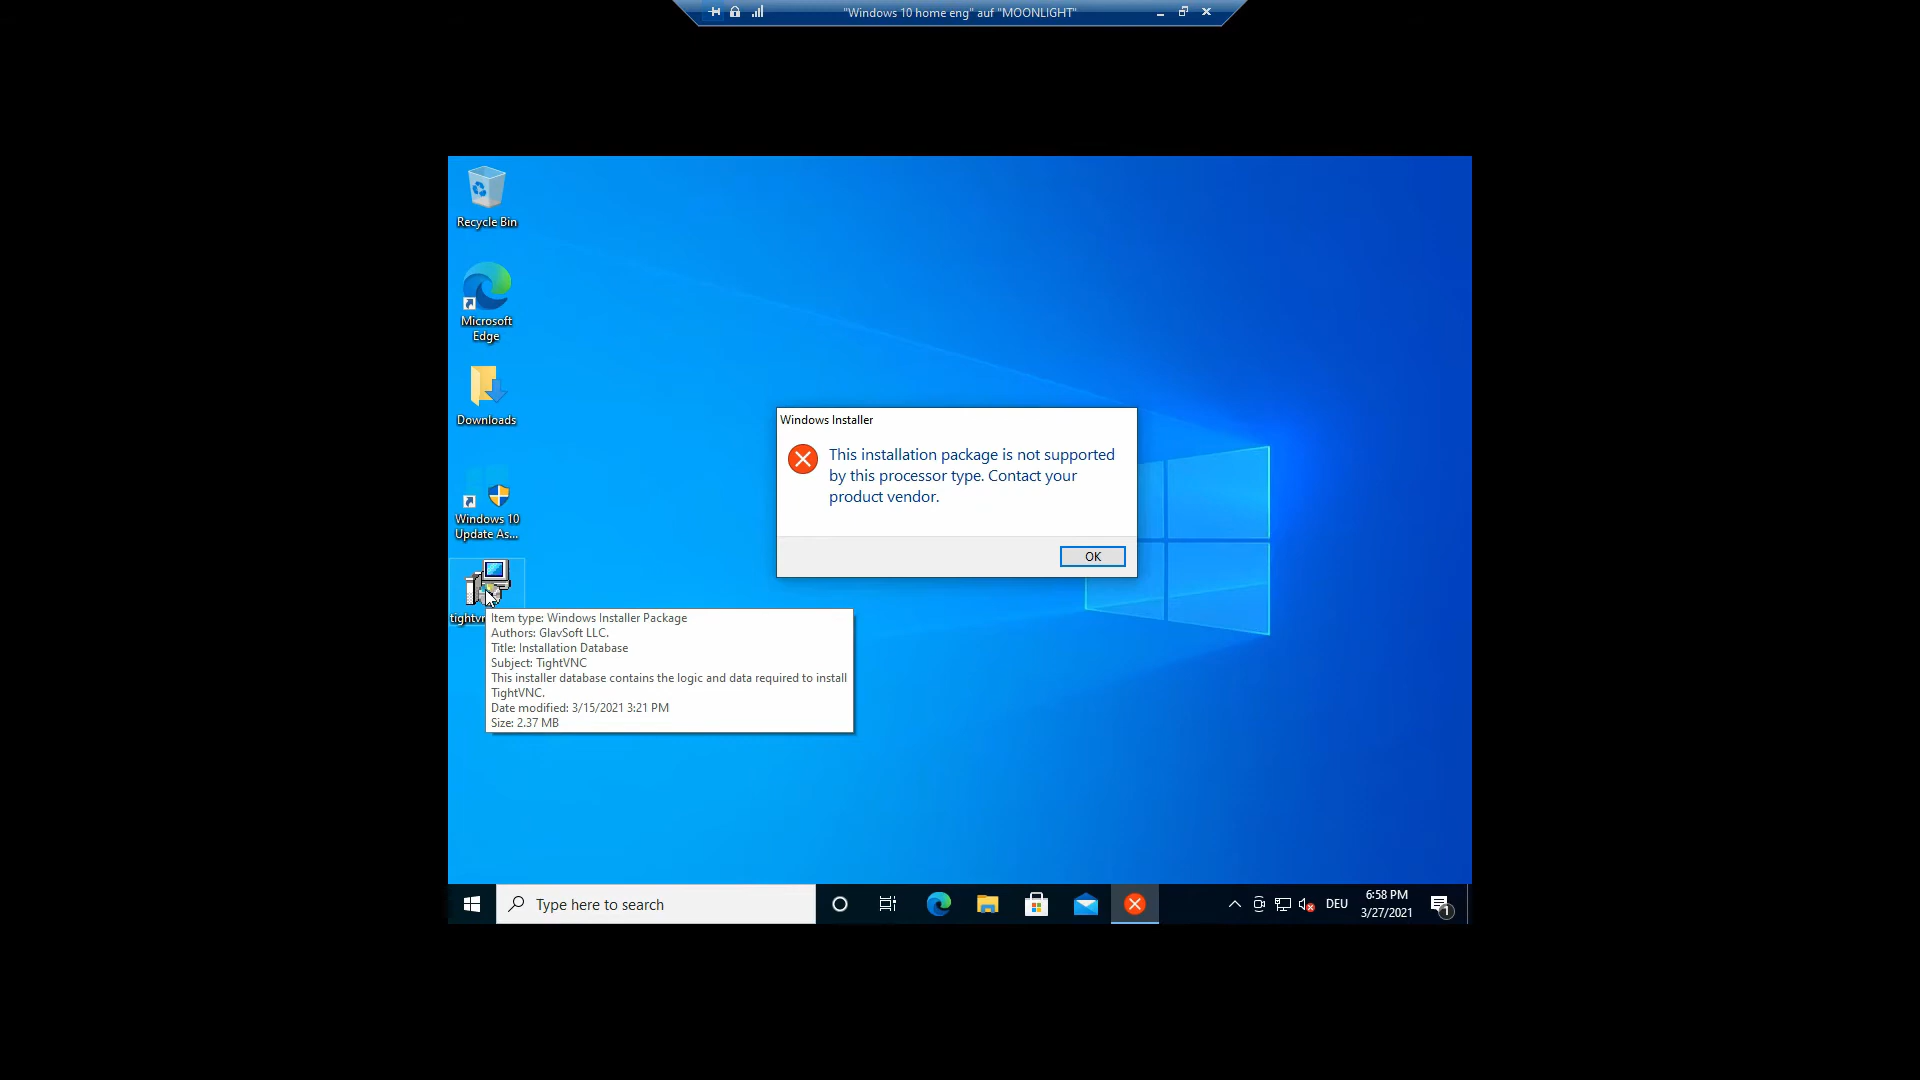 "Windows 10 home eng" auf "MOONLIGHT"
Recycle Bin
Microsoft
Edge
Downloads
Windows 10
Update As...
Windows Installer
This installation package is not supported
by this processor type. Contact your
product vendor.
OK
tightvn
Item type: Windows Installer Package
Authors: GlavSoft LLC.
Title: Installation Database
Subject: TightVNC
This installer database contains the logic and data required to install
TightVNC.
Date modified: 3/15/2021 3:21 PM
Size: 2.37 MB
Type here to search
DEU
6:58 PM
3/27/2021
1